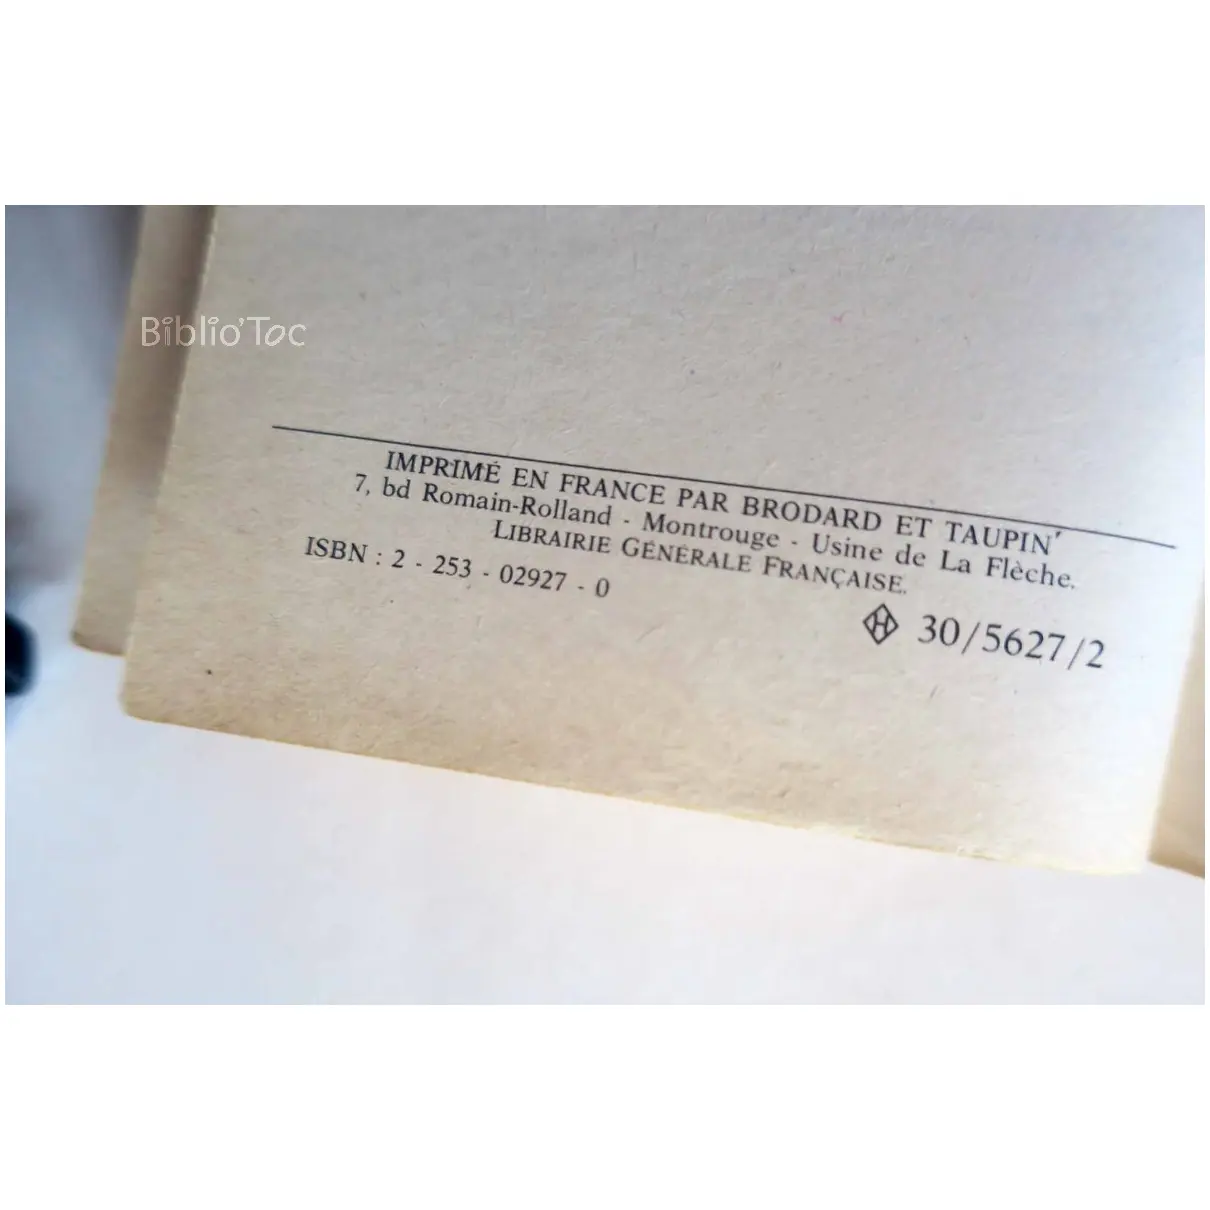 Biblio'Toc
IMPRIMÉ EN FRANCE PAR BRODARD ET TAUPIN
7, bd Romain-Rolland - Montrouge - Usine de La Flèche.
LIBRAIRIE GÉNÉRALE FRANÇAISE.
ISBN : 2 - 253 - 02927 - 0
H 30/5627/2